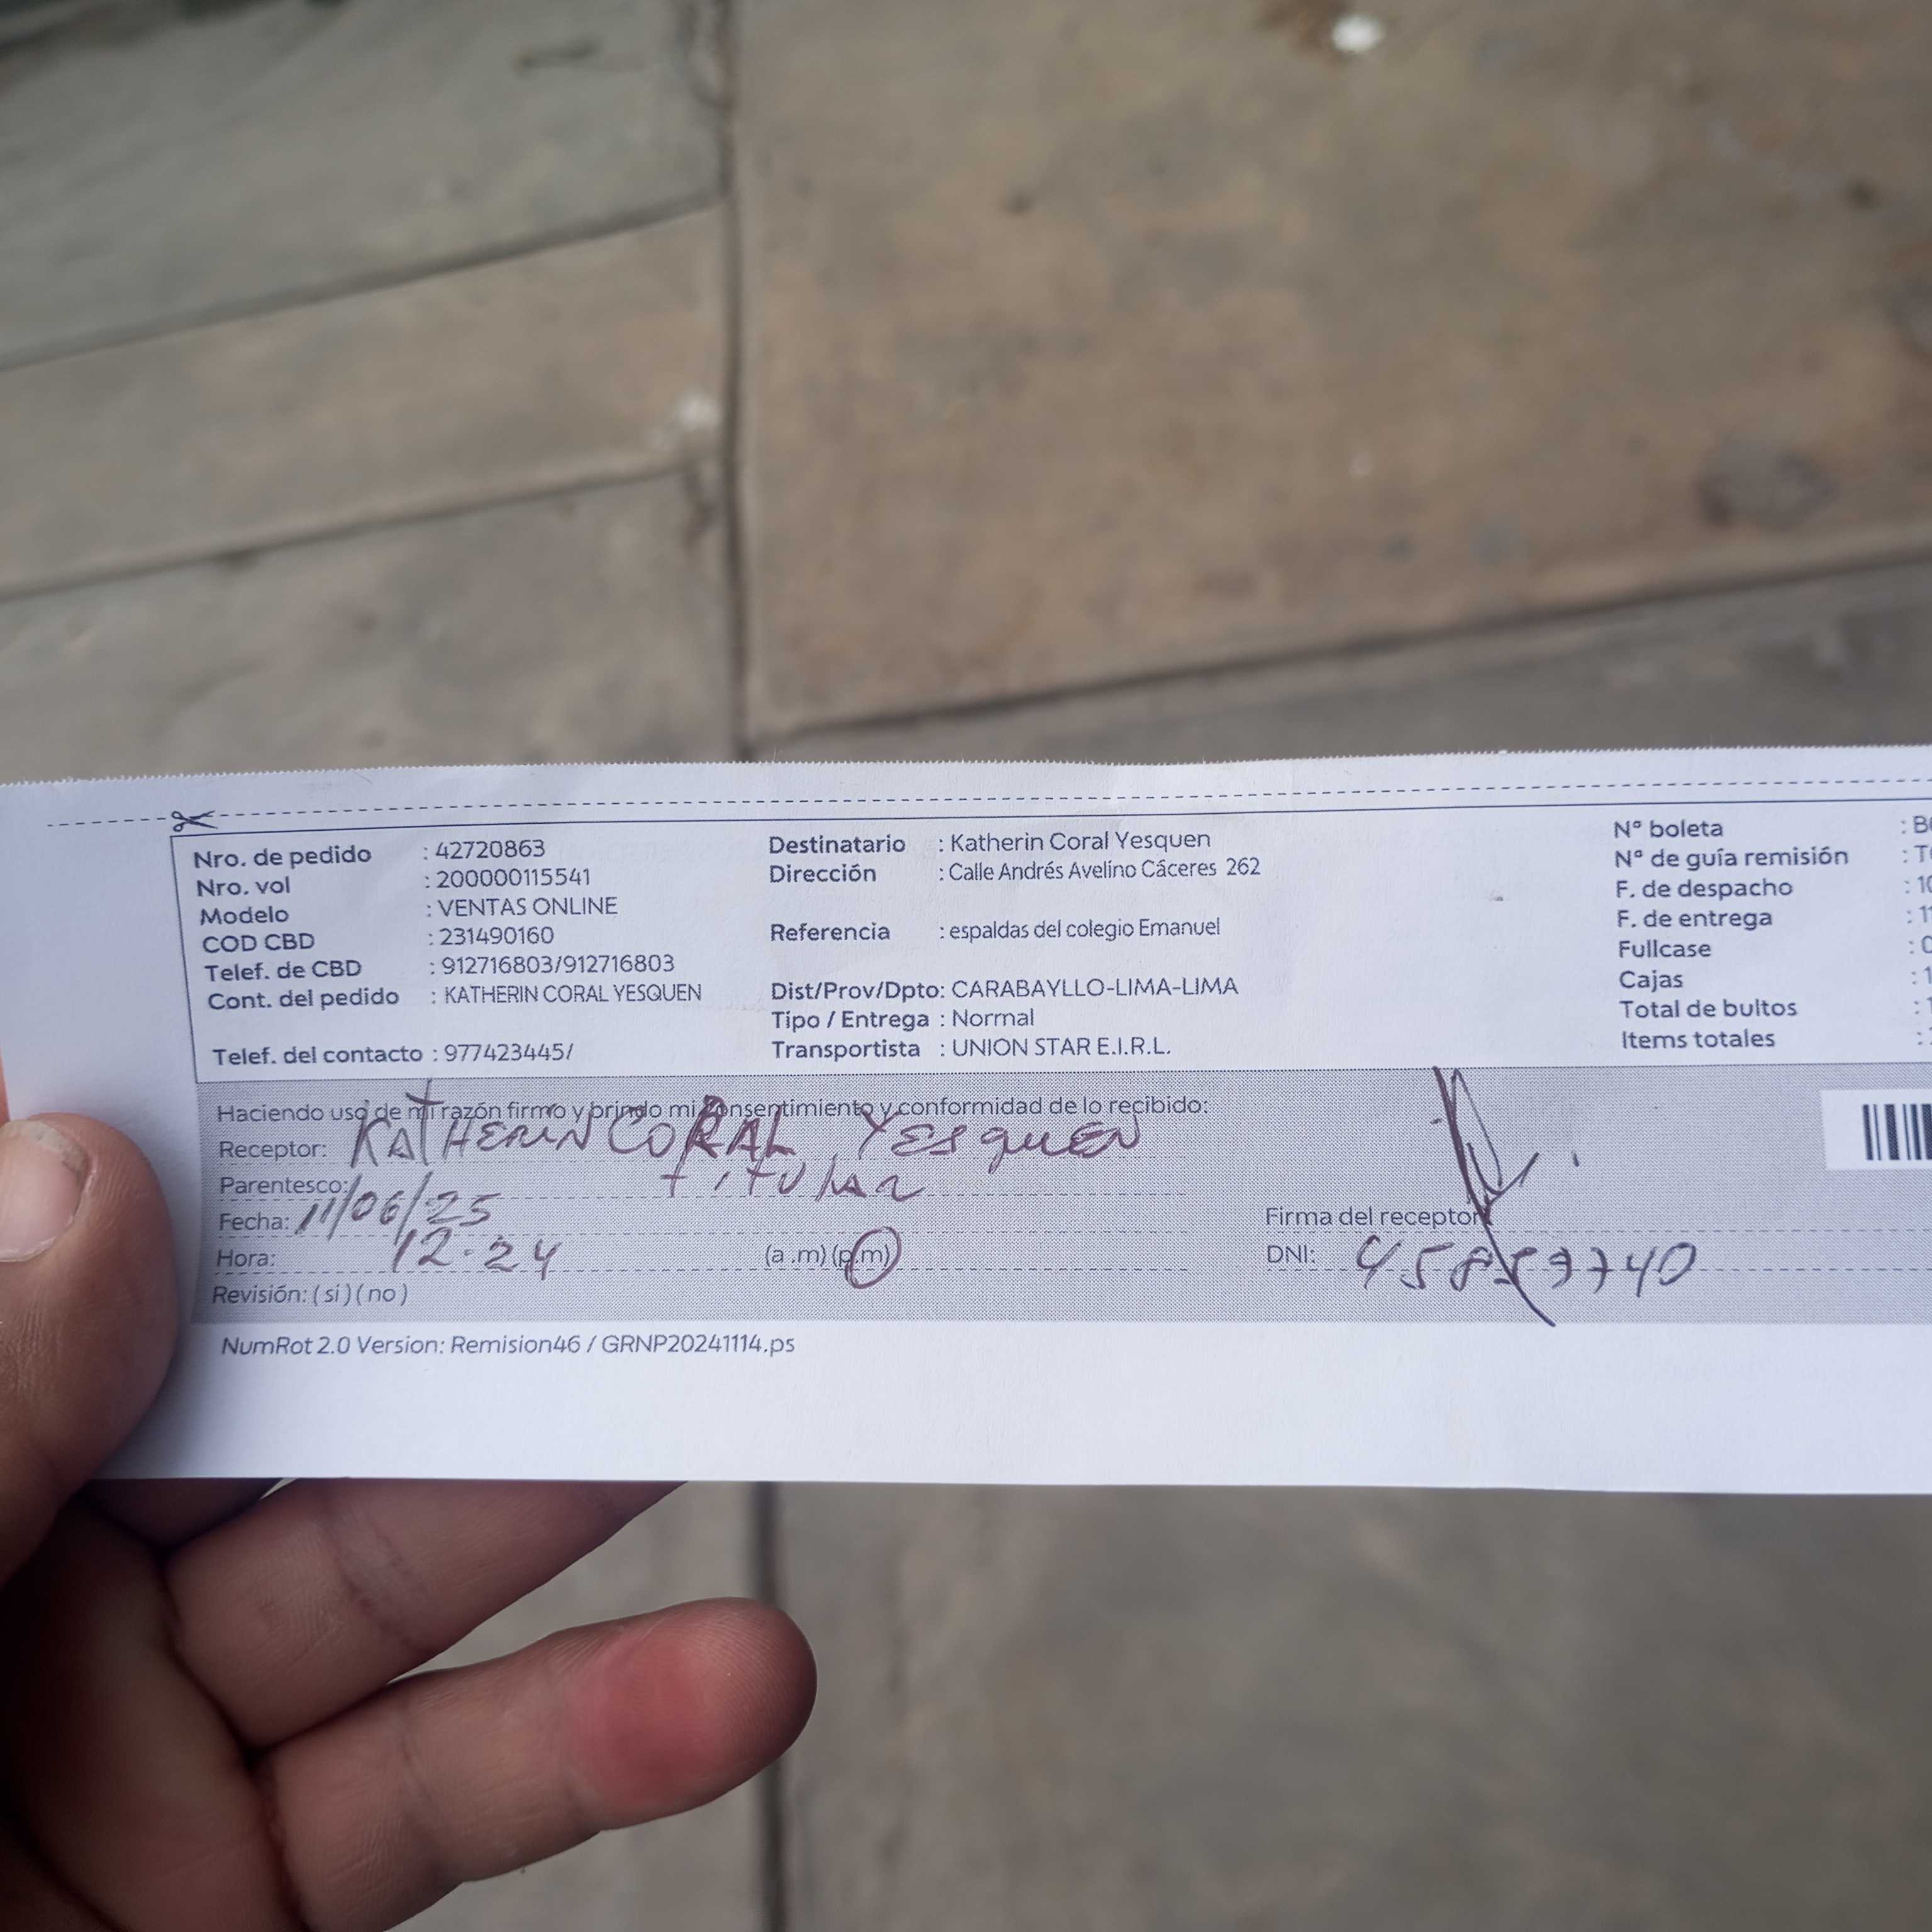 Nro. de pedido : 42720863
Nro. vol : 200000115541
Modelo : VENTAS ONLINE
COD CBD : 231490160
Telef. de CBD : 912716803/912716803
Cont. del pedido : KATHERIN CORAL YESQUEN
Telef. del contacto : 977423445/
Destinatario : Katherin Coral Yesquen
Dirección : Calle Andrés Avelino Cáceres 262
Referencia : espaldas del colegio Emanuel
Dist/Prov/Dpto: CARABAYLLO-LIMA-LIMA
Tipo / Entrega : Normal
Transportista : UNION STAR E.I.R.L.
Nº boleta :
Nº de guía remisión :
F. de despacho :
F. de entrega :
Fullcase :
Cajas :
Total de bultos :
Items totales :
Haciendo uso de mi razón firmo y brindo mi consentimiento y conformidad de lo recibido:
Receptor: KATHERIN CORAL YESQUEN
Parentesco: titular
Fecha: 11/06/25
Hora: 12.24 (a .m) (p.m)
Revisión: ( si ) ( no )
Firma del receptor
DNI:
NumRot 2.0 Version: Remision46 / GRNP20241114.ps